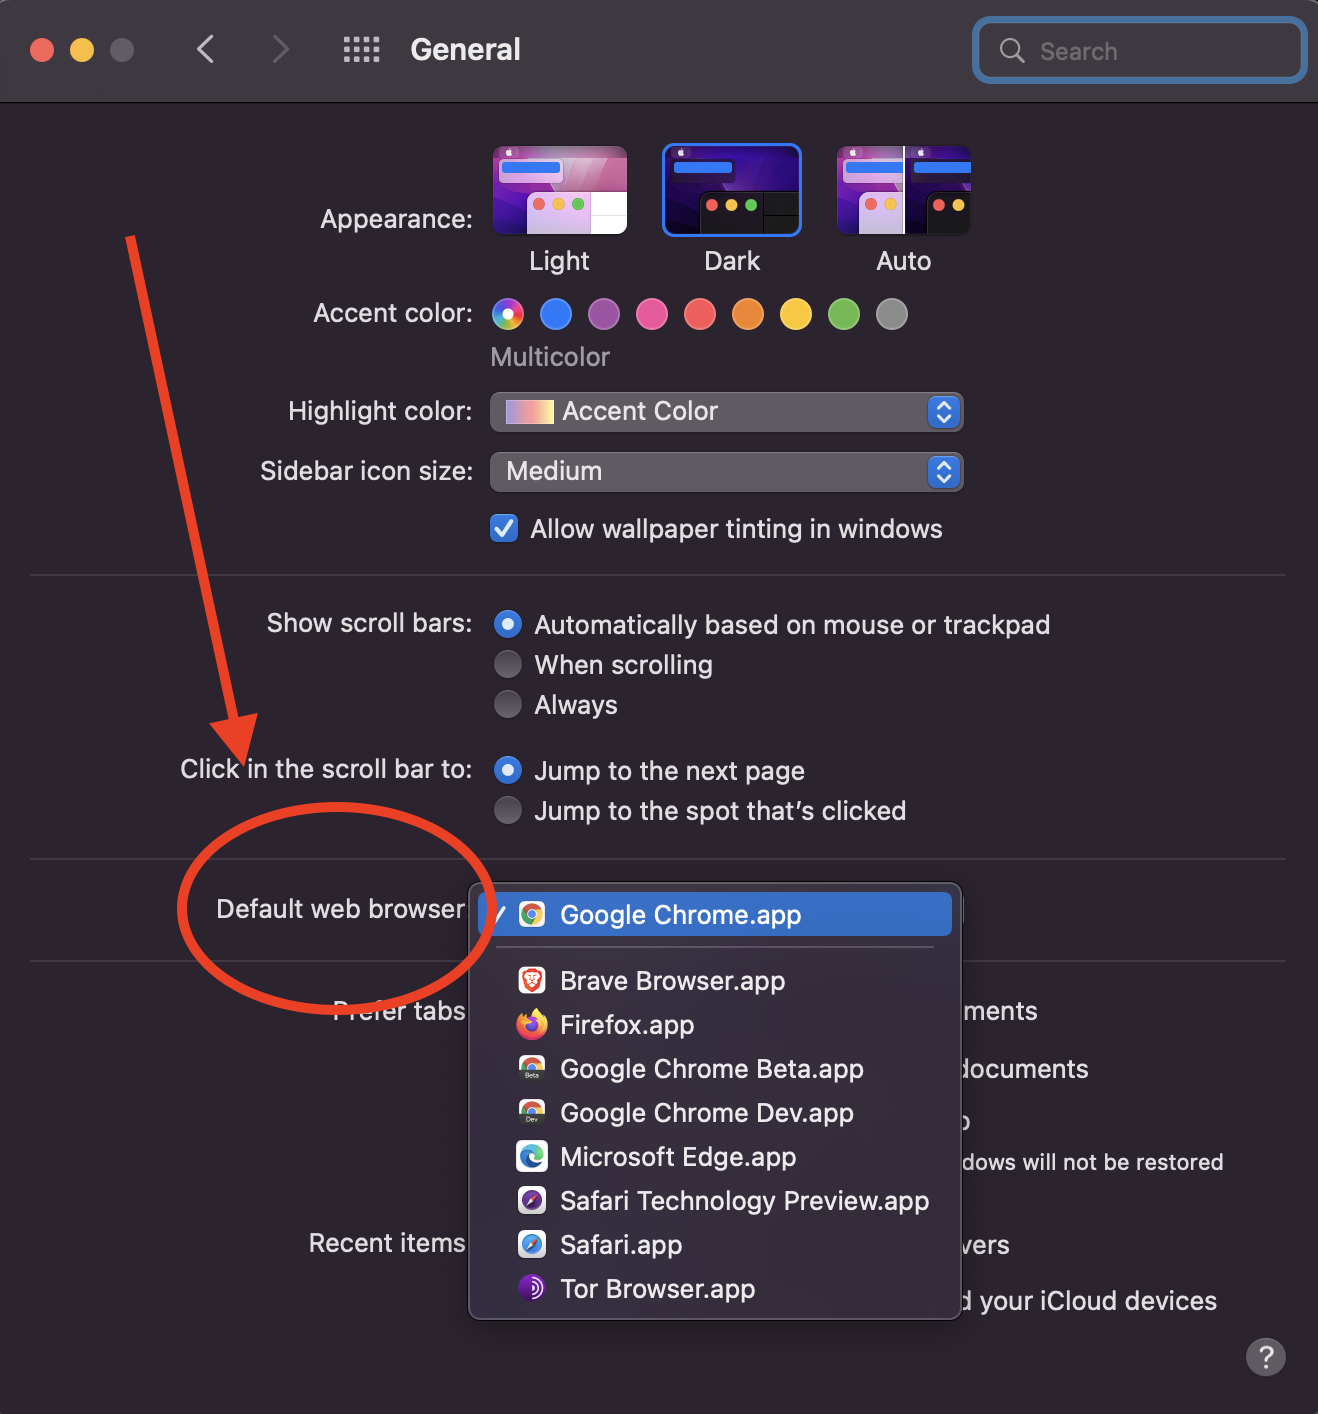 General
Search
Appearance:
Light
Dark
Auto
Accent color:
Multicolor
Highlight color:
Accent Color
Sidebar icon size:
Medium
Allow wallpaper tinting in windows
Show scroll bars:
Automatically based on mouse or trackpad
When scrolling
Always
Click in the scroll bar to:
Jump to the next page
Jump to the spot that’s clicked
Default web browser
Google Chrome.app
Brave Browser.app
Firefox.app
Beta
Google Chrome Beta.app
Dev
Google Chrome Dev.app
Microsoft Edge.app
Safari Technology Preview.app
Safari.app
Tor Browser.app
Prefer tabs
ments
documents
dows will not be restored
Recent items
vers
d your iCloud devices
?